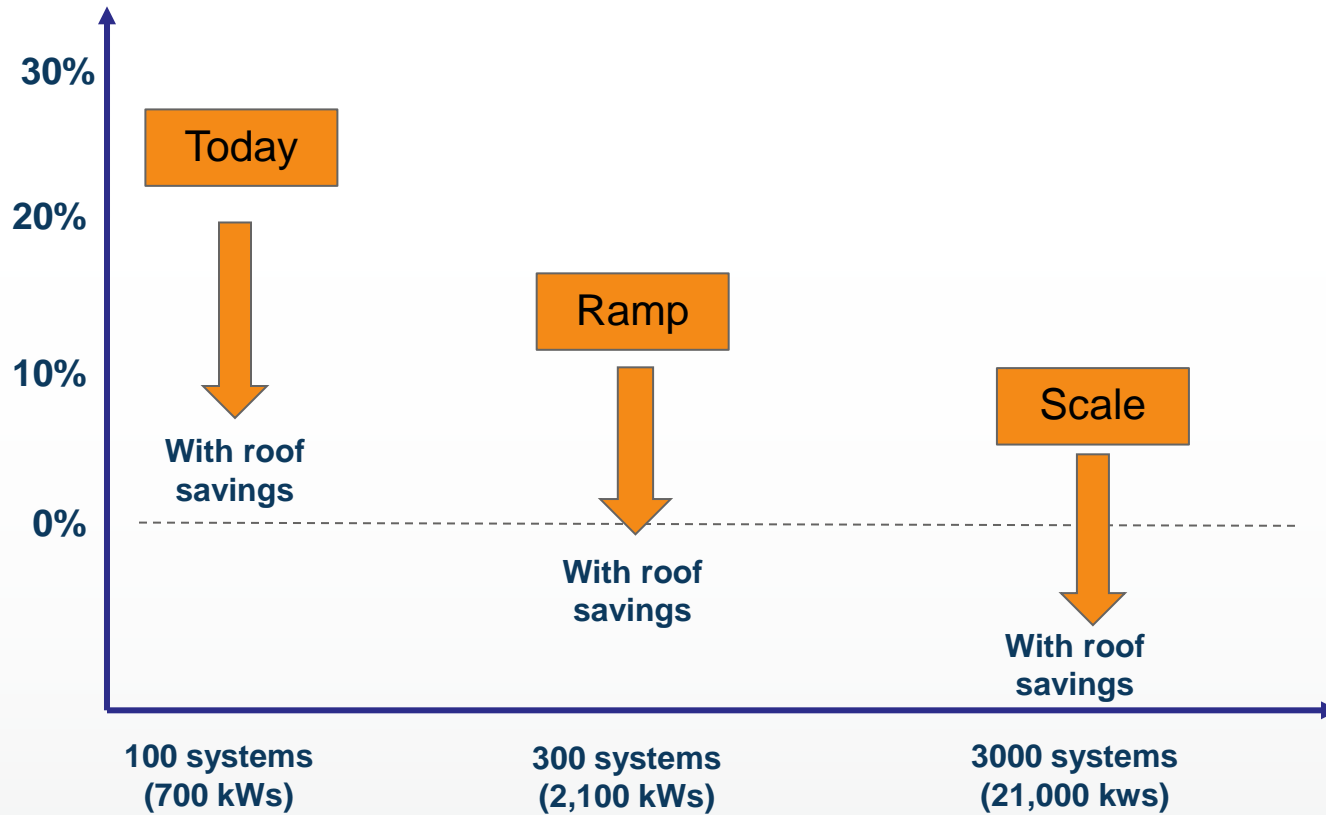 30%
Today
20%
Ramp
10%
Scale
With roof
savings
0%
With roof
savings
With roof
savings
100 systems
(700 kWs)
300 systems
(2,100 kWs)
3000 systems
(21,000 kws)